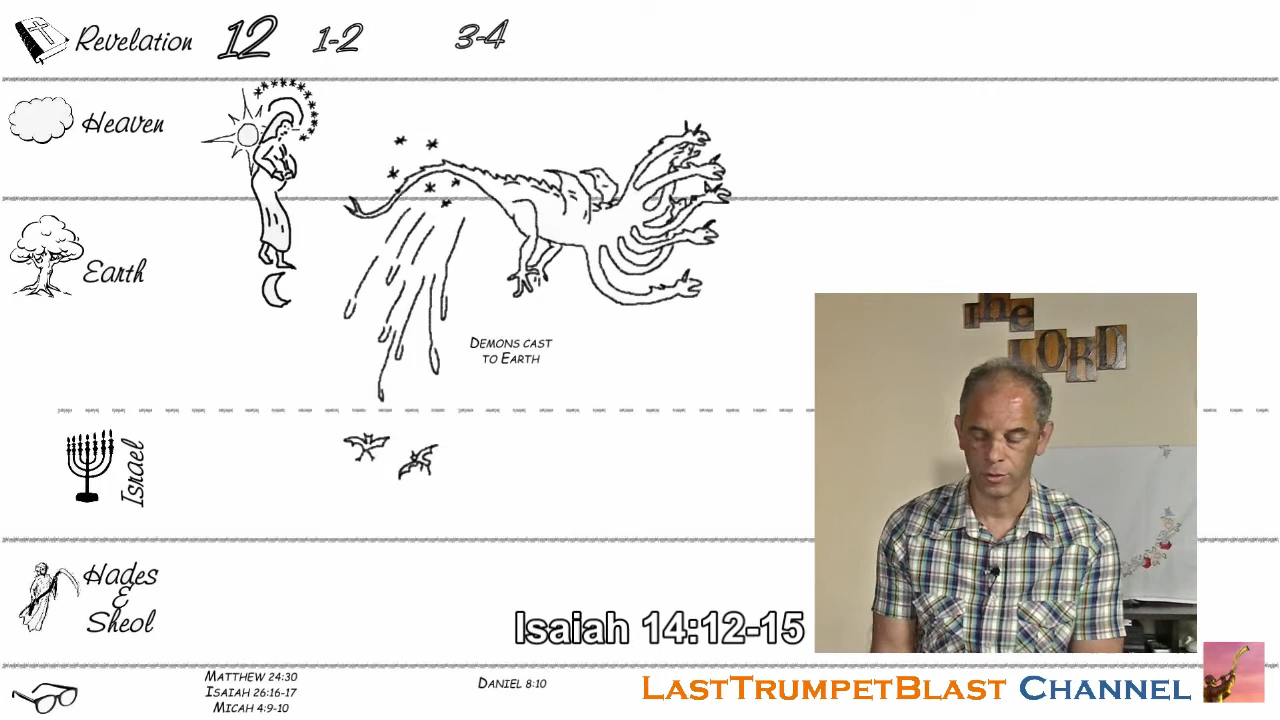 Revelation 12 1-2 3-4
Heaven
Earth
The
LORD
Demons cast
to Earth
Israel
Hades
&
Sheol
Isaiah 14:12-15
Matthew 24:30
Isaiah 26:16-17
Micah 4:9-10
Daniel 8:10
LastTrumpetBlast Channel